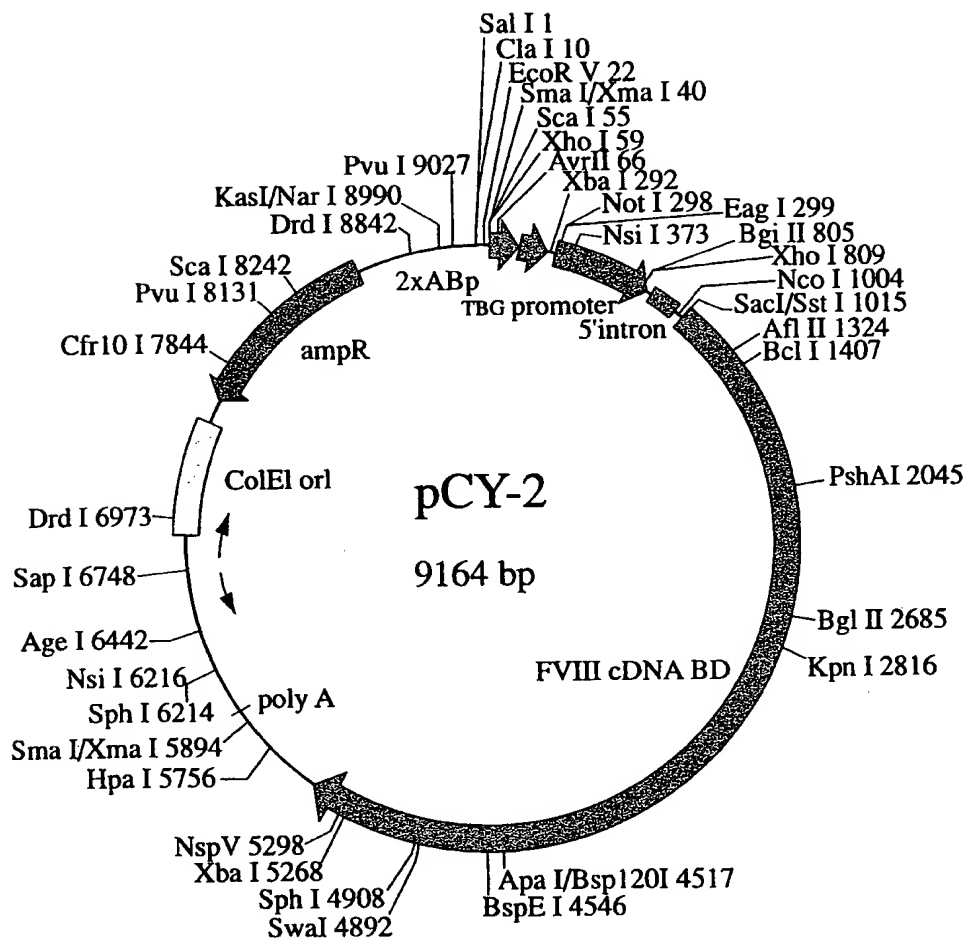 Sal I 1
Cla I 10
EcoR V 22
Sma I/Xma I 40
Sca I 55
Xho I 59
AvrII 66
Xba I 292
Not I 298
Eag I 299
Nsi I 373
Bgi II 805
Xho I 809
Nco I 1004
SacI/Sst I 1015
Afl II 1324
Bcl I 1407
PshAI 2045
Bgl II 2685
Kpn I 2816
Apa I/Bsp120I 4517
BspE I 4546
SwaI 4892
Sph I 4908
Xba I 5268
NspV 5298
Hpa I 5756
Sma I/Xma I 5894
Sph I 6214
Nsi I 6216
Age I 6442
Sap I 6748
Drd I 6973
Cfr10 I 7844
Pvu I 8131
Sca I 8242
Drd I 8842
KasI/Nar I 8990
Pvu I 9027
2xABp
TBG promoter
5'intron
ampR
ColEl orl
poly A
FVIII cDNA BD
pCY-2
9164 bp